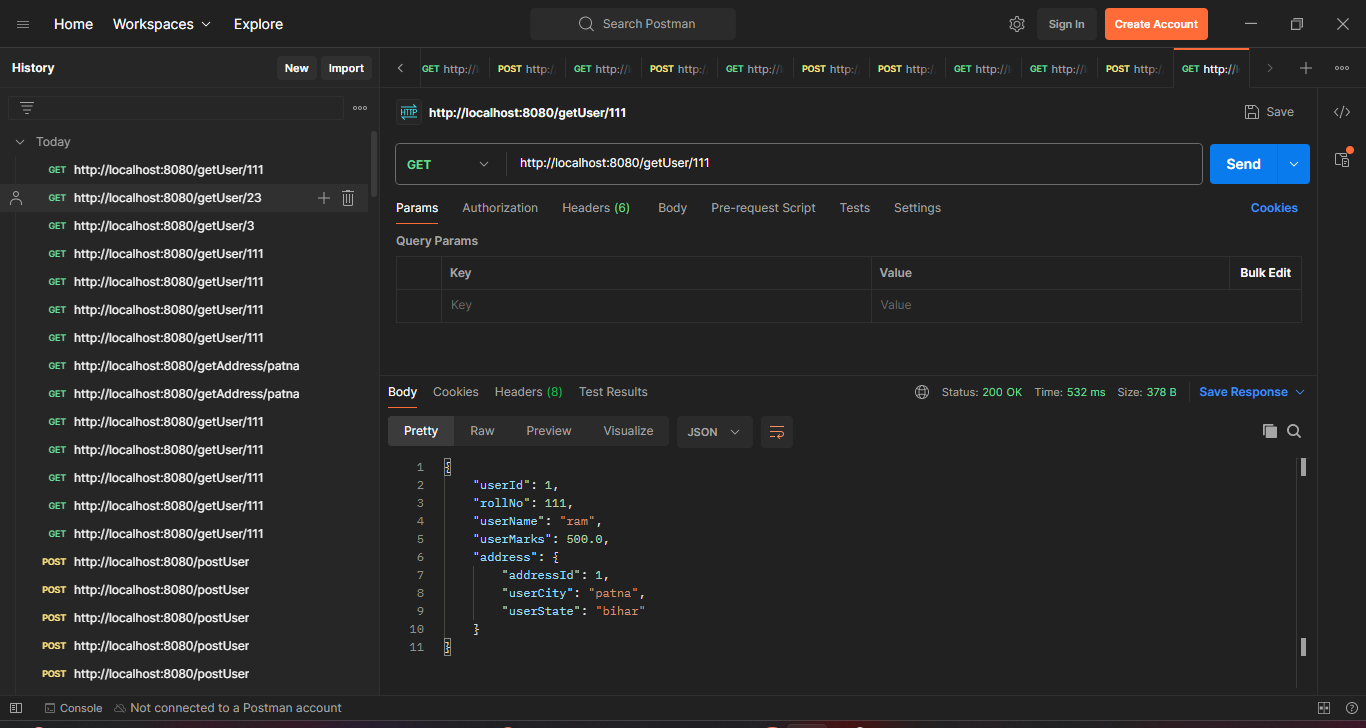 Home Workspaces Explore Search Postman Sign In Create Account
History New Import
GET http://l POST http:/ GET http://l POST http:/ GET http://l POST http:/ POST http:/ GET http://l GET http://l POST http:/ GET http://l
HTTP http://localhost:8080/getUser/111 Save
Today
GET http://localhost:8080/getUser/111
GET http://localhost:8080/getUser/23
GET http://localhost:8080/getUser/3
GET http://localhost:8080/getUser/111
GET http://localhost:8080/getUser/111
GET http://localhost:8080/getUser/111
GET http://localhost:8080/getUser/111
GET http://localhost:8080/getAddress/patna
GET http://localhost:8080/getAddress/patna
GET http://localhost:8080/getUser/111
GET http://localhost:8080/getUser/111
GET http://localhost:8080/getUser/111
GET http://localhost:8080/getUser/111
GET http://localhost:8080/getUser/111
POST http://localhost:8080/postUser
POST http://localhost:8080/postUser
POST http://localhost:8080/postUser
POST http://localhost:8080/postUser
POST http://localhost:8080/postUser
GET http://localhost:8080/getUser/111 Send
Params Authorization Headers (6) Body Pre-request Script Tests Settings Cookies
Query Params
Key Value Bulk Edit
Key Value
Body Cookies Headers (8) Test Results Status: 200 OK Time: 532 ms Size: 378 B Save Response
Pretty Raw Preview Visualize JSON
1 {
2 "userId": 1,
3 "rollNo": 111,
4 "userName": "ram",
5 "userMarks": 500.0,
6 "address": {
7 "addressId": 1,
8 "userCity": "patna",
9 "userState": "bihar"
10 }
11 }
Console Not connected to a Postman account